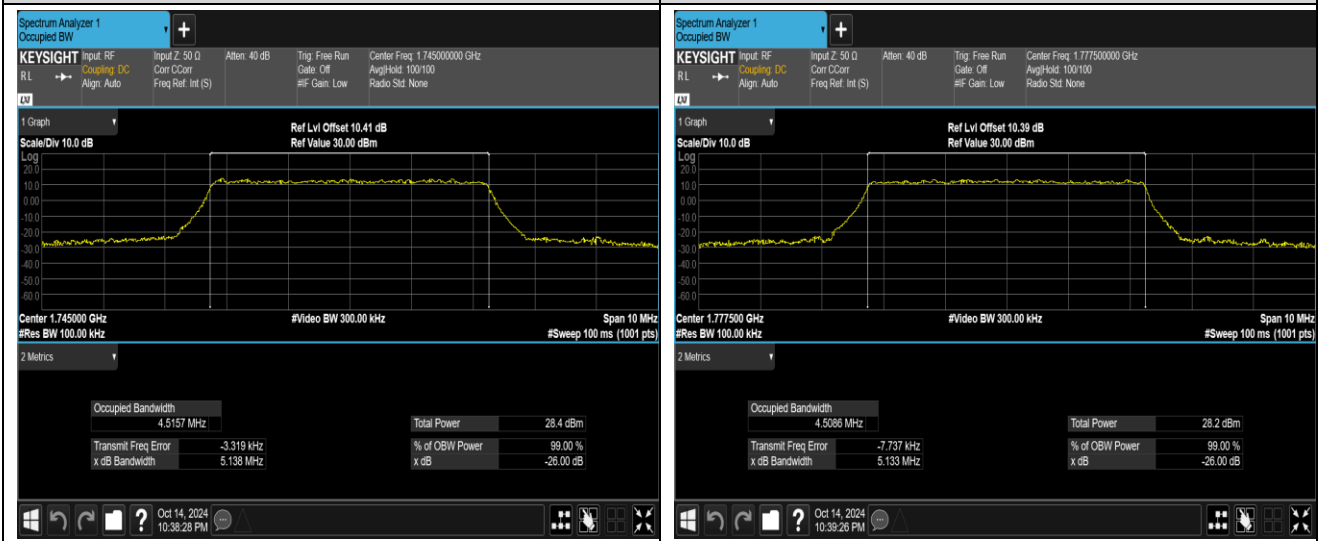 Spectrum Analyzer 1
Occupied BW
+
KEYSIGHT Input: RF Input Z: 50 Ω Atten: 40 dB Trig: Free Run Center Freq: 1.745000000 GHz
RL Coupling: DC Corr CCorr Gate: Off Avg|Hold: 100/100
Align: Auto Freq Ref: Int (S) #IF Gain: Low Radio Std: None
LXI
1 Graph
Ref Lvl Offset 10.41 dB
Scale/Div 10.0 dB Ref Value 30.00 dBm
Log
20.0
10.0
0.00
-10.0
-20.0
-30.0
-40.0
-50.0
-60.0
Center 1.745000 GHz #Video BW 300.00 kHz Span 10 MHz
#Res BW 100.00 kHz #Sweep 100 ms (1001 pts)
2 Metrics
Occupied Bandwidth
4.5157 MHz Total Power 28.4 dBm
Transmit Freq Error -3.319 kHz % of OBW Power 99.00 %
x dB Bandwidth 5.138 MHz x dB -26.00 dB
?
Oct 14, 2024
10:38:28 PM
Spectrum Analyzer 1
Occupied BW
+
KEYSIGHT Input: RF Input Z: 50 Ω Atten: 40 dB Trig: Free Run Center Freq: 1.777500000 GHz
RL Coupling: DC Corr CCorr Gate: Off Avg|Hold: 100/100
Align: Auto Freq Ref: Int (S) #IF Gain: Low Radio Std: None
LXI
1 Graph
Ref Lvl Offset 10.39 dB
Scale/Div 10.0 dB Ref Value 30.00 dBm
Log
20.0
10.0
0.00
-10.0
-20.0
-30.0
-40.0
-50.0
-60.0
Center 1.777500 GHz #Video BW 300.00 kHz Span 10 MHz
#Res BW 100.00 kHz #Sweep 100 ms (1001 pts)
2 Metrics
Occupied Bandwidth
4.5086 MHz Total Power 28.2 dBm
Transmit Freq Error -7.737 kHz % of OBW Power 99.00 %
x dB Bandwidth 5.133 MHz x dB -26.00 dB
?
Oct 14, 2024
10:39:26 PM